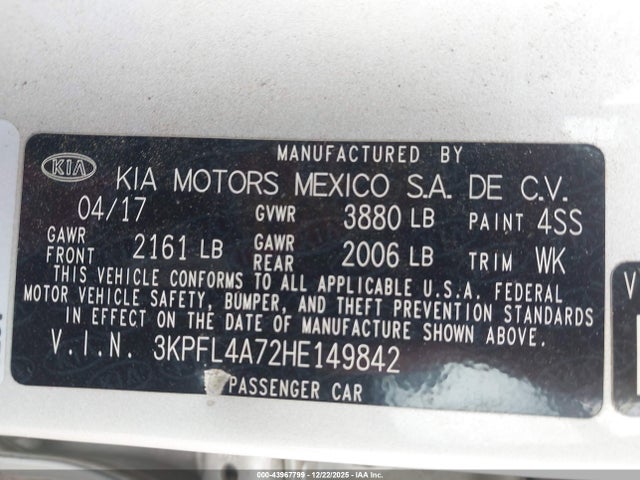 MANUFACTURED BY
KIA KIA MOTORS MEXICO S.A. DE C.V.
04/17 GVWR 3880 LB PAINT 4SS
GAWR FRONT 2161 LB GAWR REAR 2006 LB TRIM WK
THIS VEHICLE CONFORMS TO ALL APPLICABLE U.S.A. FEDERAL
MOTOR VEHICLE SAFETY, BUMPER, AND THEFT PREVENTION STANDARDS
IN EFFECT ON THE DATE OF MANUFACTURE SHOWN ABOVE.
V.I.N. 3KPFL4A72HE149842
PASSENGER CAR
V
000-43967799 - 12/22/2025 - IAAI.COM